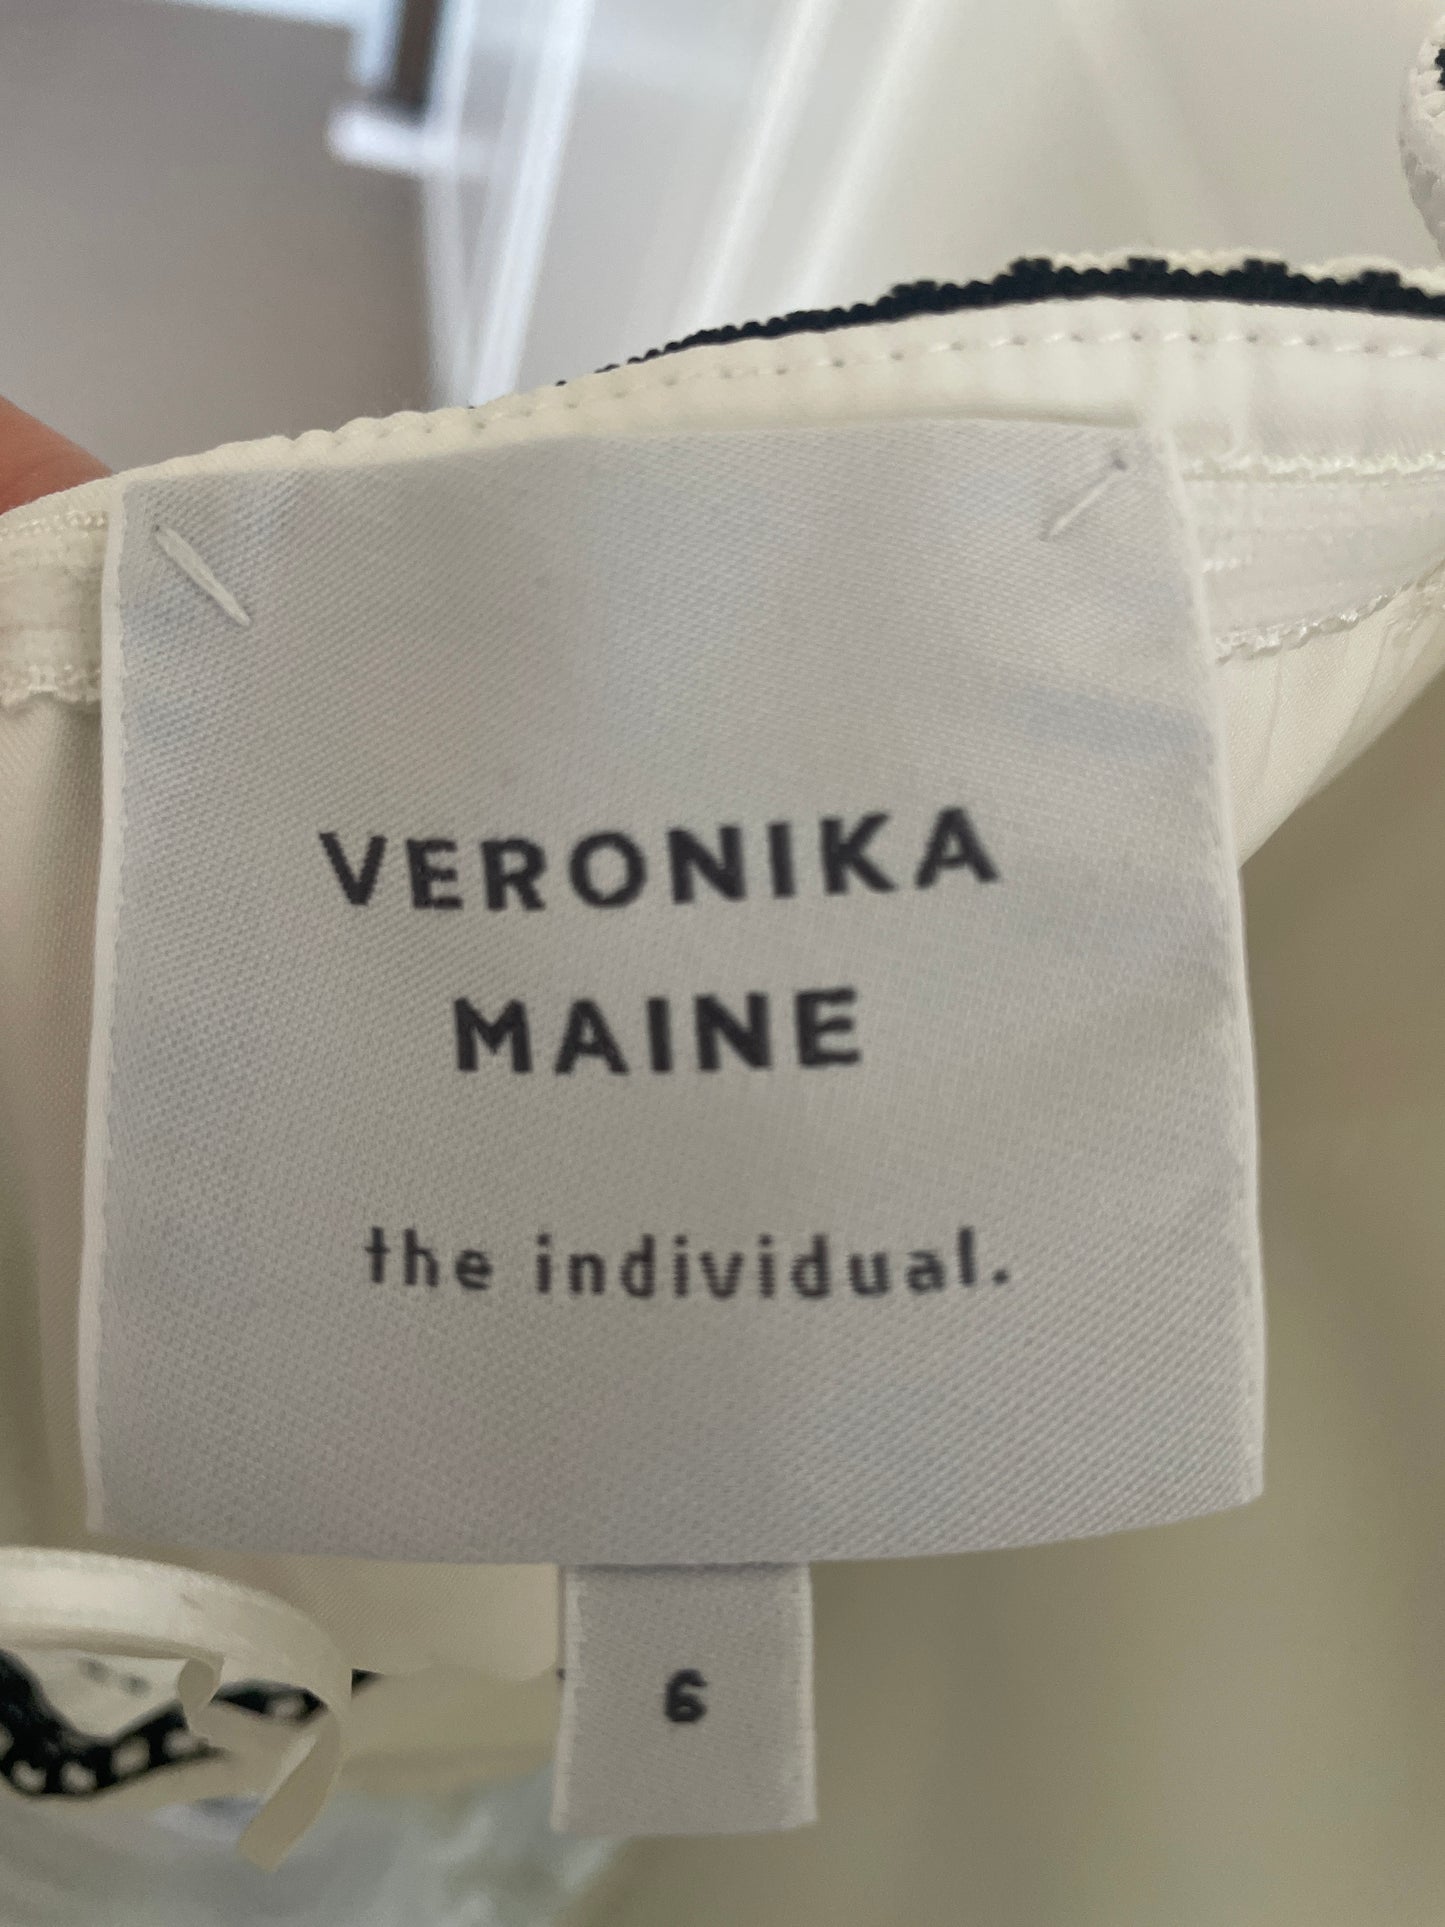 VERONIKA
MAINE
the individual.
6